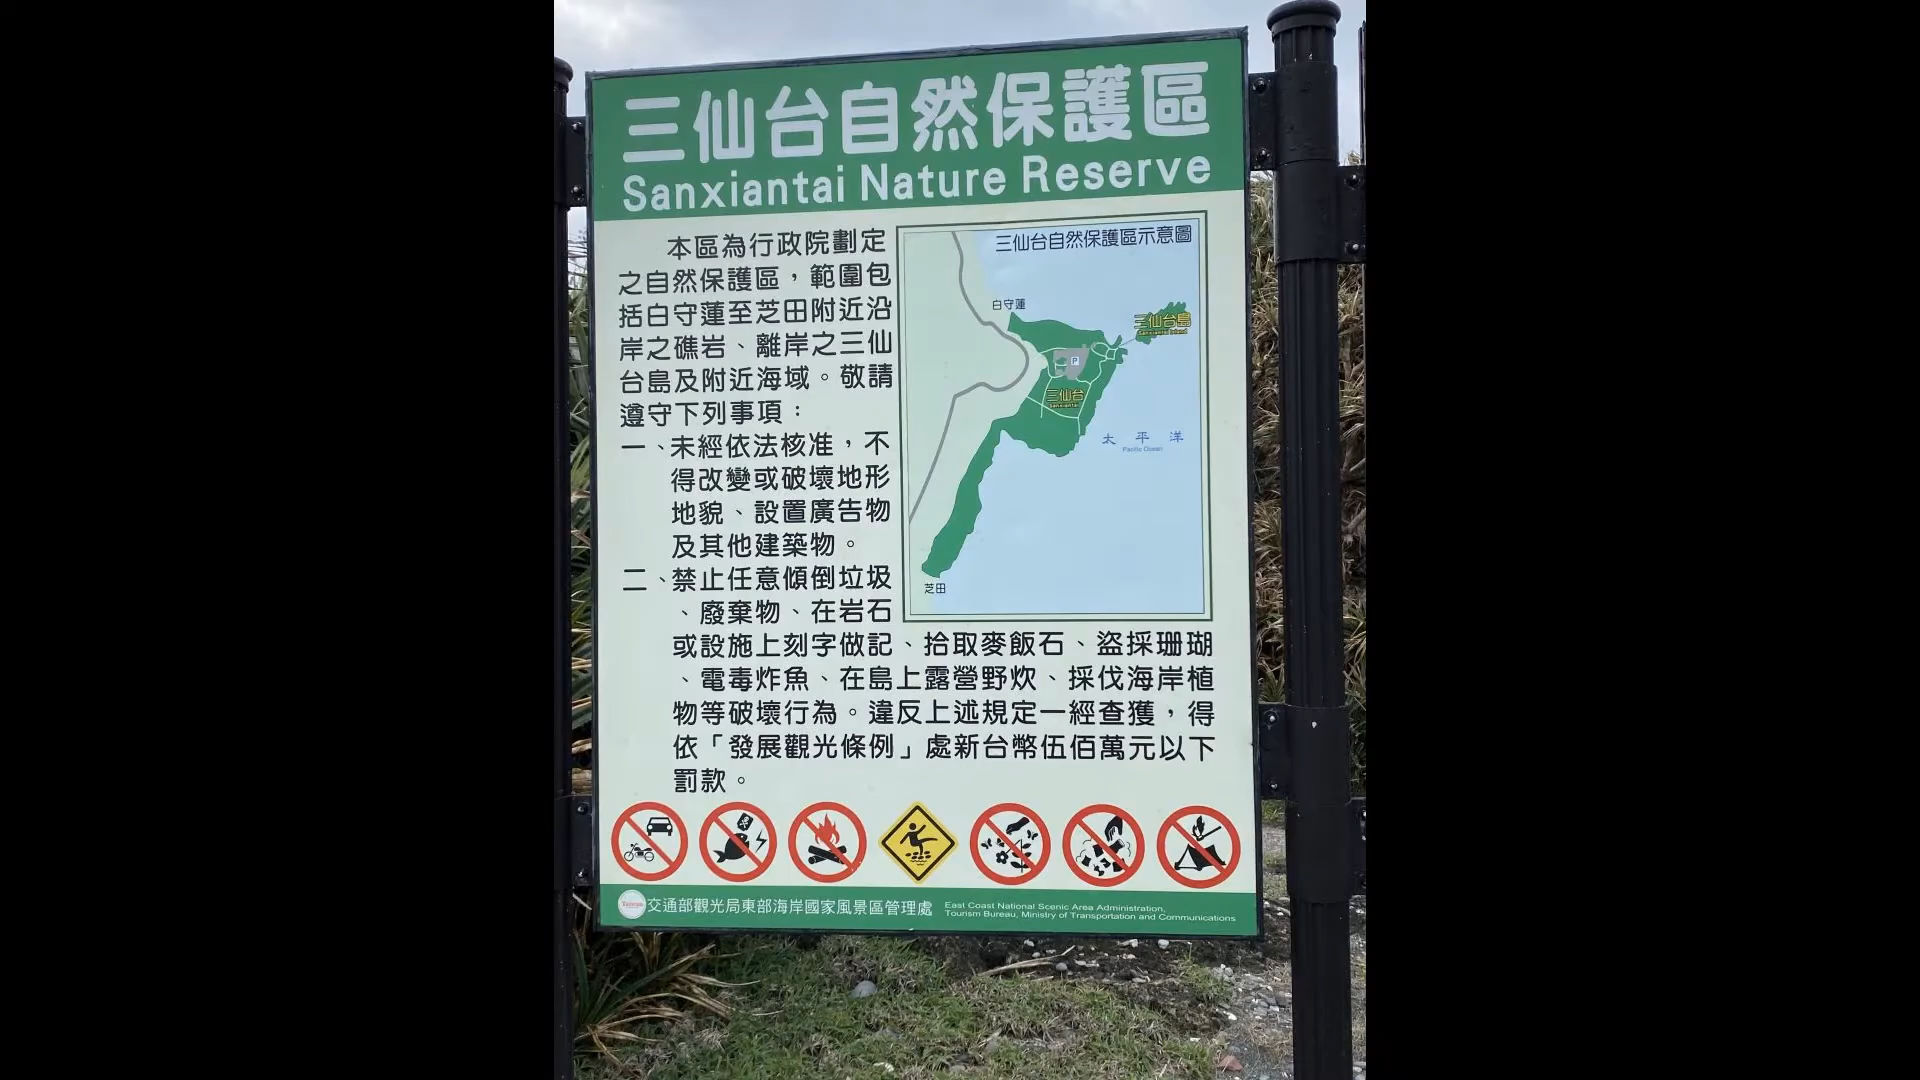 三仙台自然保護區
Sanxiantai Nature Reserve
本區為行政院劃定
之自然保護區，範圍包
括白守蓮至芝田附近沿
岸之礁岩、離岸之三仙
台島及附近海域。敬請
遵守下列事項：
一、未經依法核准，不
得改變或破壞地形
地貌、設置廣告物
及其他建築物。
二、禁止任意傾倒垃圾
、廢棄物、在岩石
或設施上刻字做記、拾取麥飯石、盜採珊瑚
、電毒炸魚、在島上露營野炊、採伐海岸植
物等破壞行為。違反上述規定一經查獲，得
依「發展觀光條例」處新台幣伍佰萬元以下
罰款。
三仙台自然保護區示意圖
白守蓮
三仙台島
Sanxiantai Island
P
三仙台
Sanxiantai
太平洋
Pacific Ocean
芝田
Taiwan
交通部觀光局東部海岸國家風景區管理處
East Coast National Scenic Area Administration,
Tourism Bureau, Ministry of Transportation and Communications